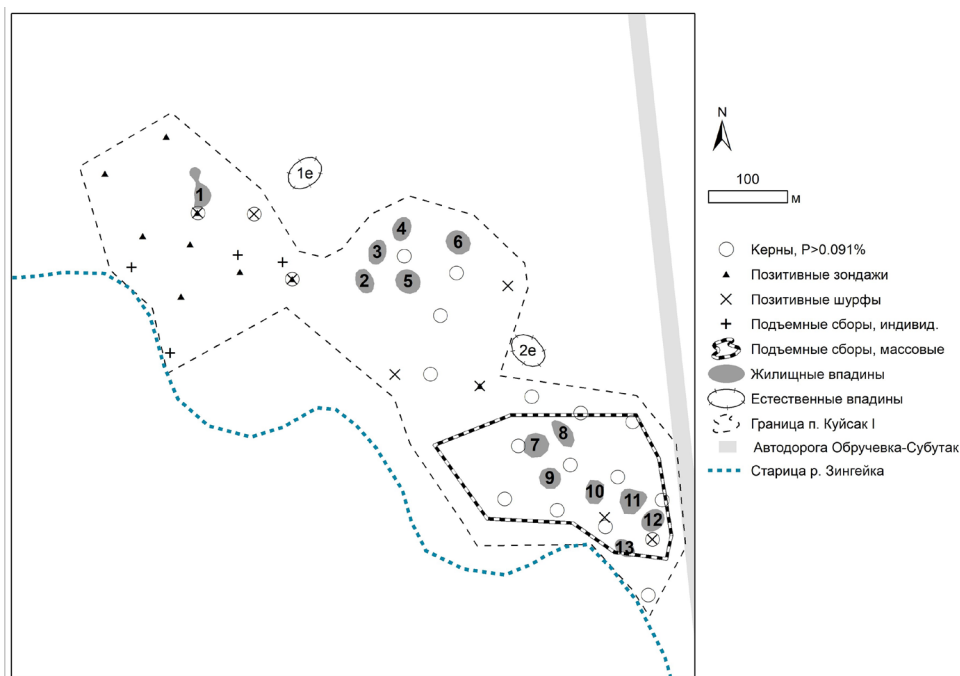 1e
1
4
3
6
2
5
2e
7
8
9
10
11
12
13
N
100
м
Керны, P>0.091%
Позитивные зондажи
Позитивные шурфы
Подъемные сборы, индивид.
Подъемные сборы, массовые
Жилищные впадины
Естественные впадины
Граница п. Куйсак I
Автодорога Обручевка-Субутак
Старица р. Зингейка